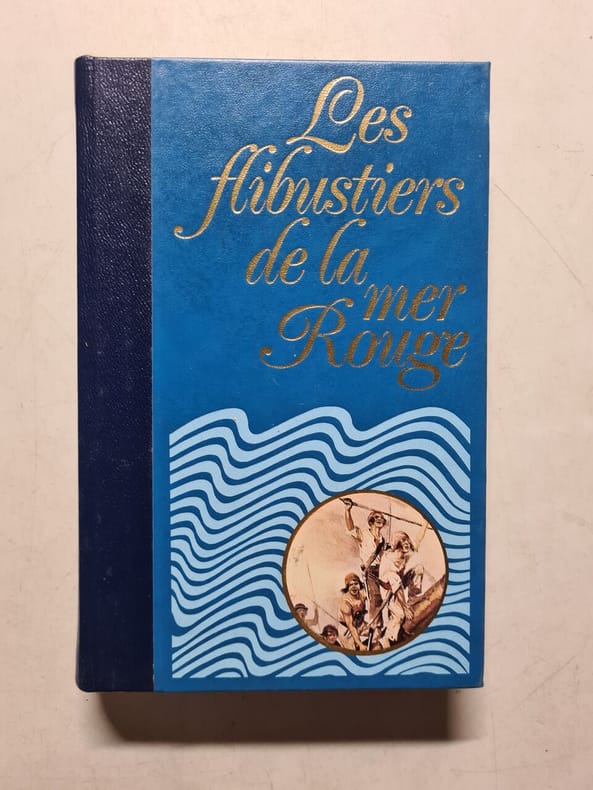 Les
flibustiers
de la
mer
Rouge